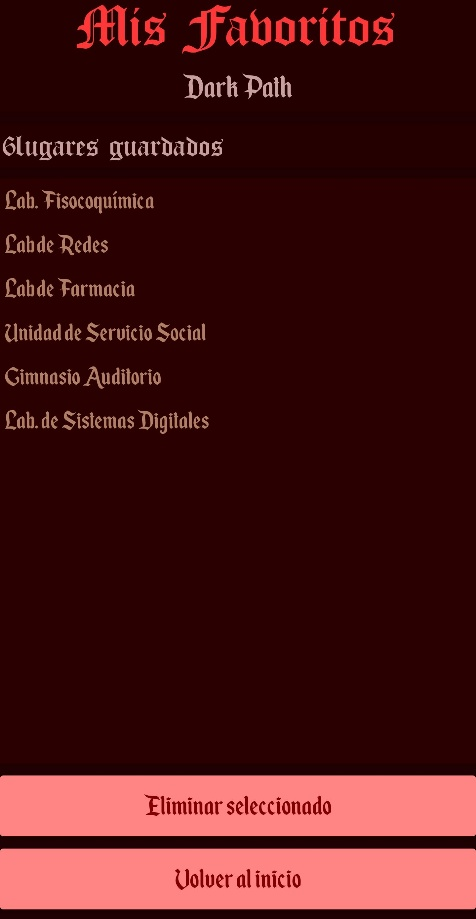 Mis Favoritos
Dark Path
6lugares guardados
Lab. Fisocoquímica
Lab de Redes
Lab de Farmacia
Unidad de Servicio Social
Gimnasio Auditorio
Lab. de Sistemas Digitales
Eliminar seleccionado
Volver al inicio